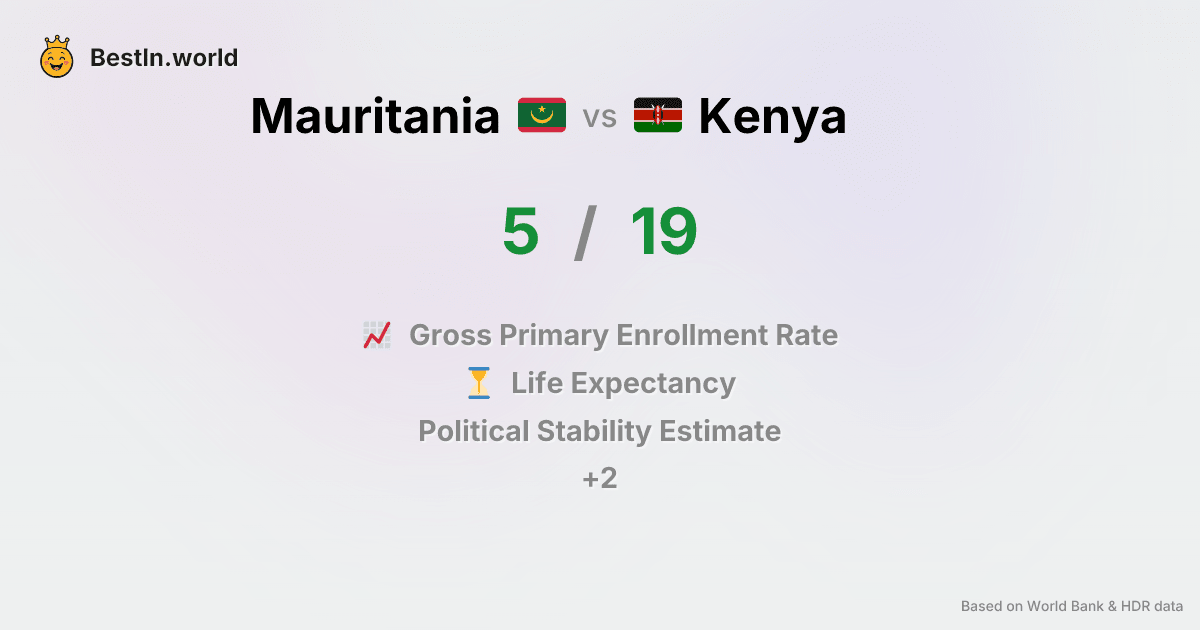 BestIn.world
Mauritania vs Kenya
5 / 19
Gross Primary Enrollment Rate
Life Expectancy
Political Stability Estimate
+2
Based on World Bank & HDR data